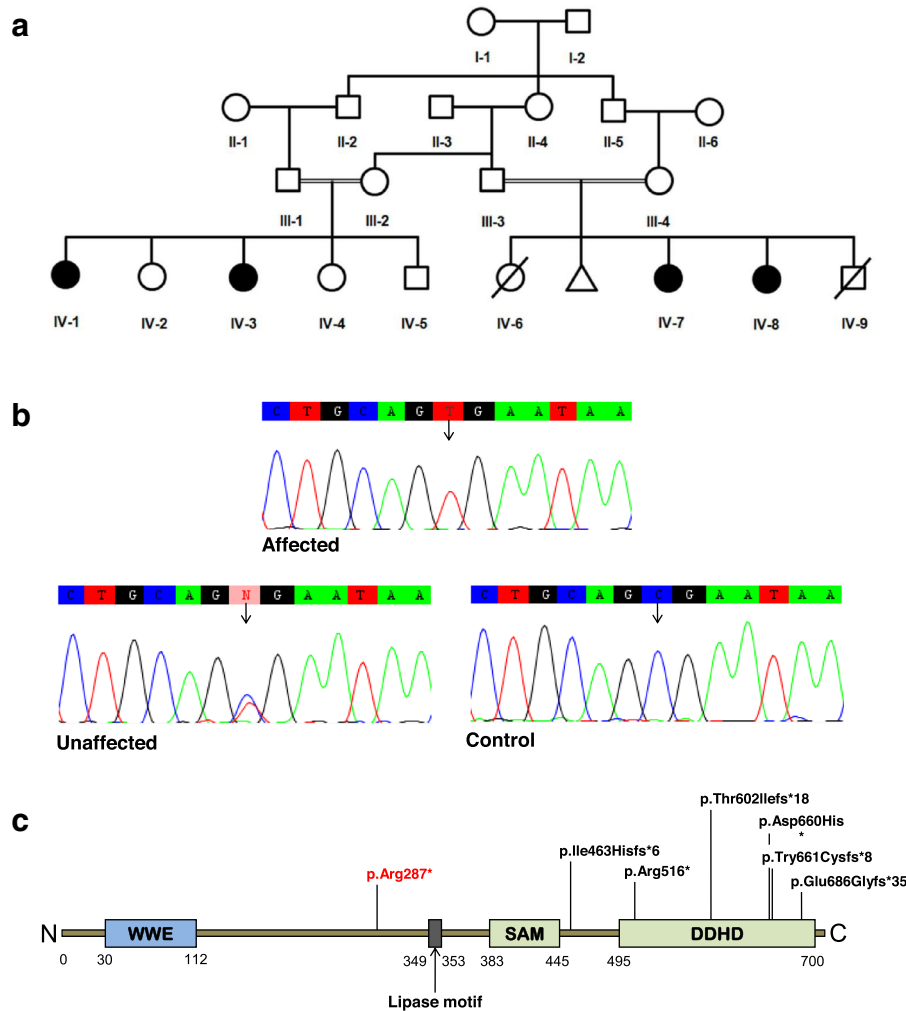 a
I-1 I-2
II-1 II-2 II-3 II-4 II-5 II-6
III-1 III-2 III-3 III-4
IV-1 IV-2 IV-3 IV-4 IV-5 IV-6 IV-7 IV-8 IV-9
b
C T G C A G T G A A T A A
Affected
C T G C A G N G A A T A A
Unaffected
C T G C A G C G A A T A A
Control
c
p.Thr602Ilefs*18
p.Asp660His
*
p.Ile463Hisfs*6
p.Try661Cysfs*8
p.Arg287*
p.Arg516*
p.Glu686Glyfs*35
N WWE SAM DDHD C
0 30 112 349 353 383 445 495 700
Lipase motif